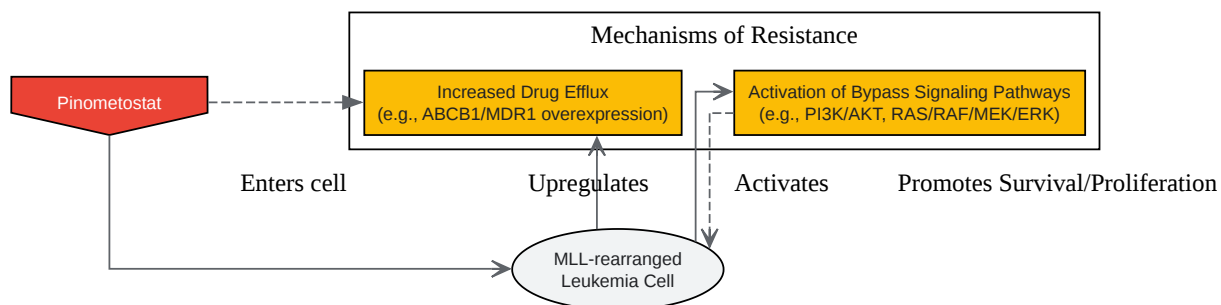 Mechanisms of Resistance
Pinometostat
Increased Drug Efflux
(e.g., ABCB1/MDR1 overexpression)
Activation of Bypass Signaling Pathways
(e.g., PI3K/AKT, RAS/RAF/MEK/ERK)
Enters cell
Upregulates
Activates
Promotes Survival/Proliferation
MLL-rearranged
Leukemia Cell